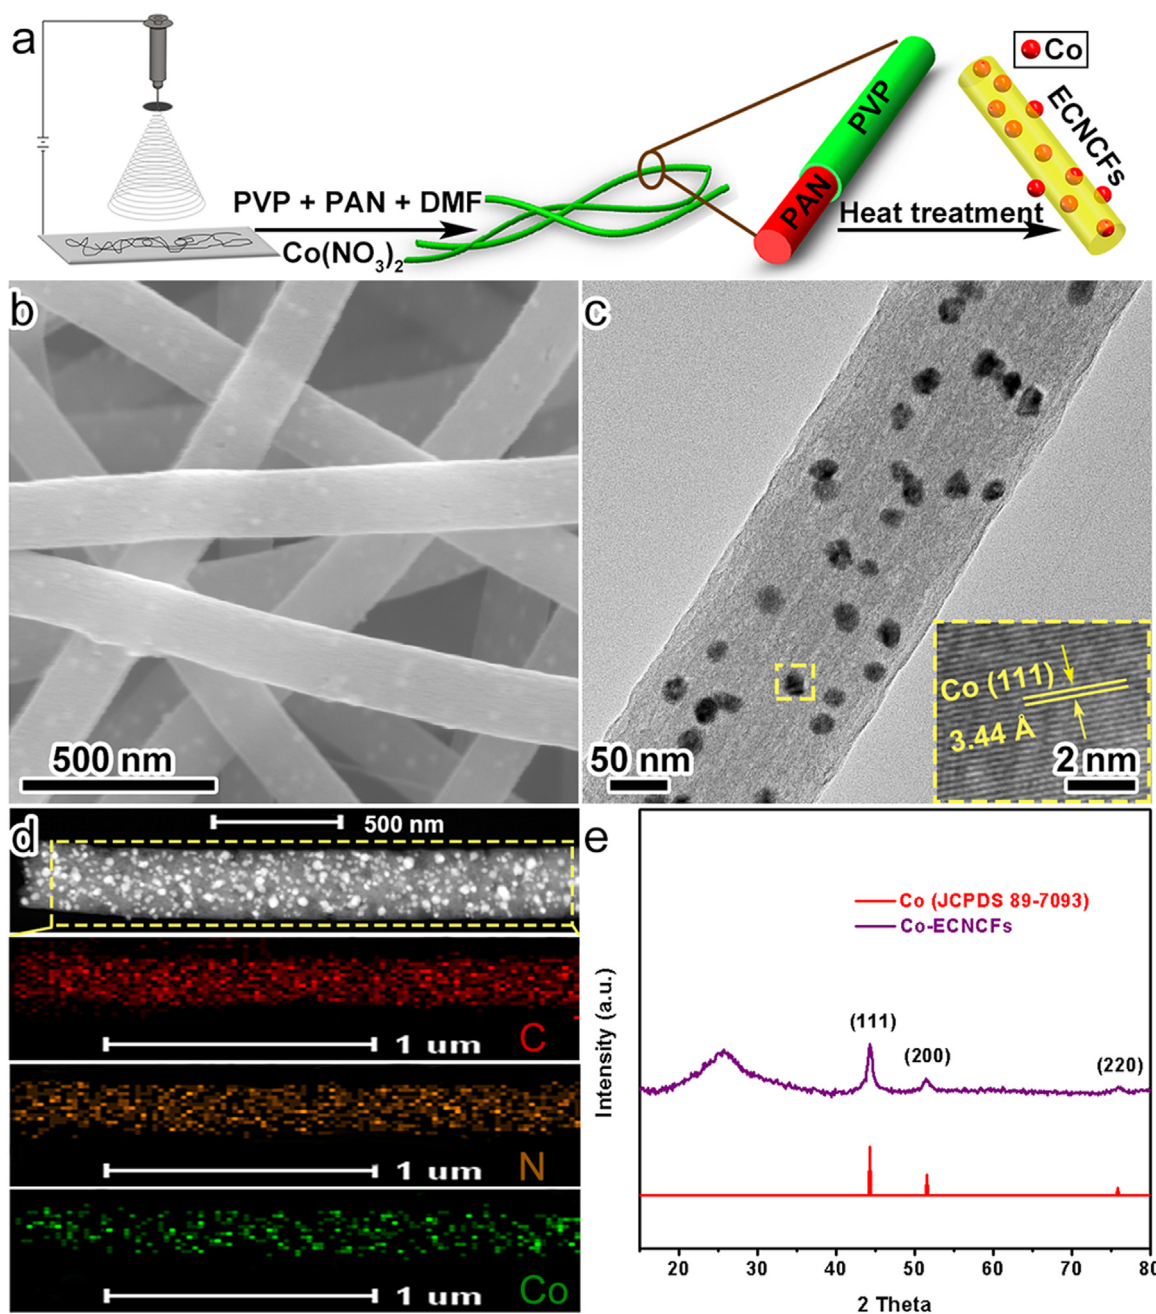 a
PVP + PAN + DMF
Co(NO₃)₂
PVP
PAN
Heat treatment
Co
ECNCFs
b
500 nm
c
50 nm
Co (111)
3.44 Å
2 nm
d
500 nm
1 um
C
1 um
N
1 um
Co
e
Co (JCPDS 89-7093)
Co-ECNCFs
Intensity (a.u.)
(111)
(200)
(220)
20 30 40 50 60 70 80
2 Theta